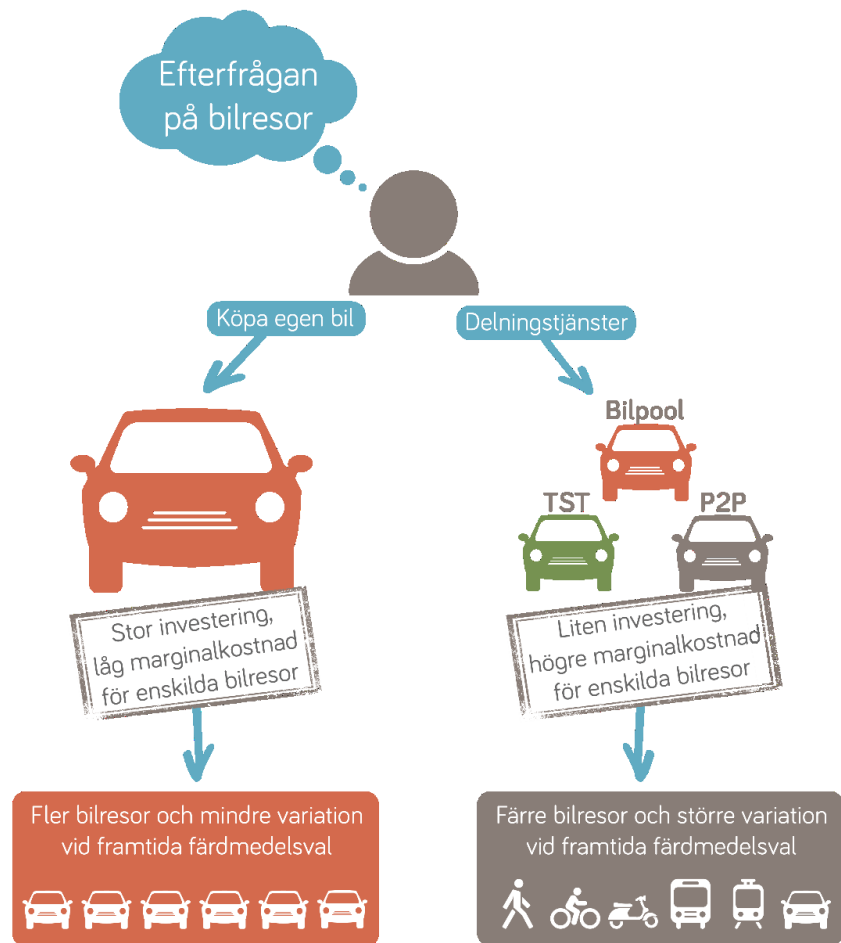 Efterfrågan
på bilresor
Köpa egen bil
Delningstjänster
Bilpool
TST
P2P
Stor investering,
låg marginalkostnad
för enskilda bilresor
Liten investering,
högre marginalkostnad
för enskilda bilresor
Fler bilresor och mindre variation
vid framtida färdmedelsval
Färre bilresor och större variation
vid framtida färdmedelsval